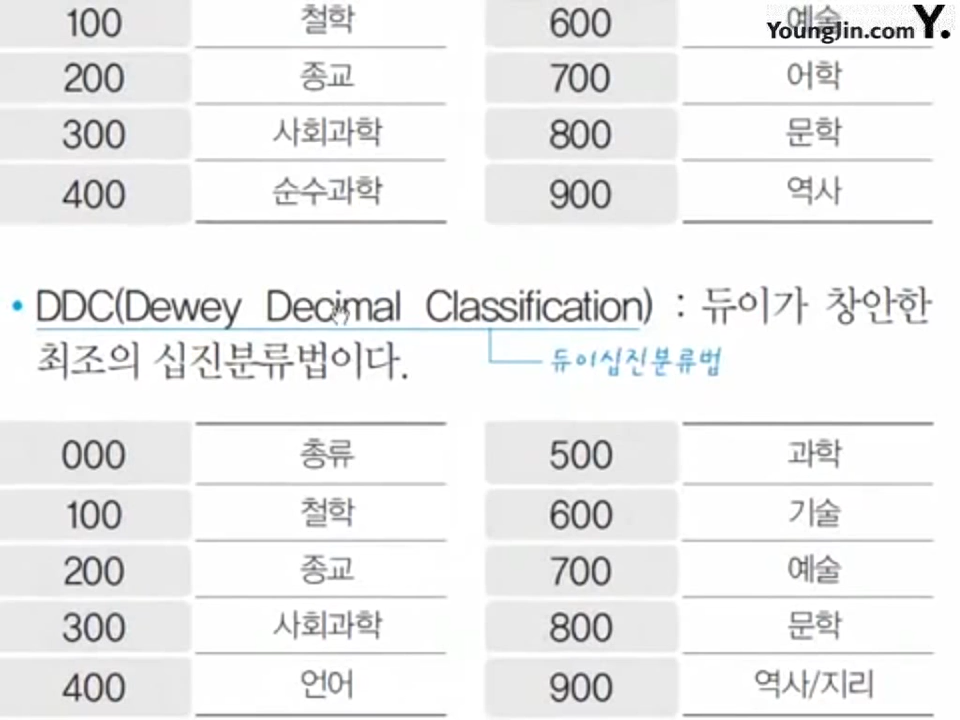 100 철학 600 예술
YoungJin.com Y.
200 종교 700 어학
300 사회과학 800 문학
400 순수과학 900 역사
• DDC(Dewey Decimal Classification) : 듀이가 창안한
최조의 십진분류법이다.
듀이십진분류법
000 총류 500 과학
100 철학 600 기술
200 종교 700 예술
300 사회과학 800 문학
400 언어 900 역사/지리